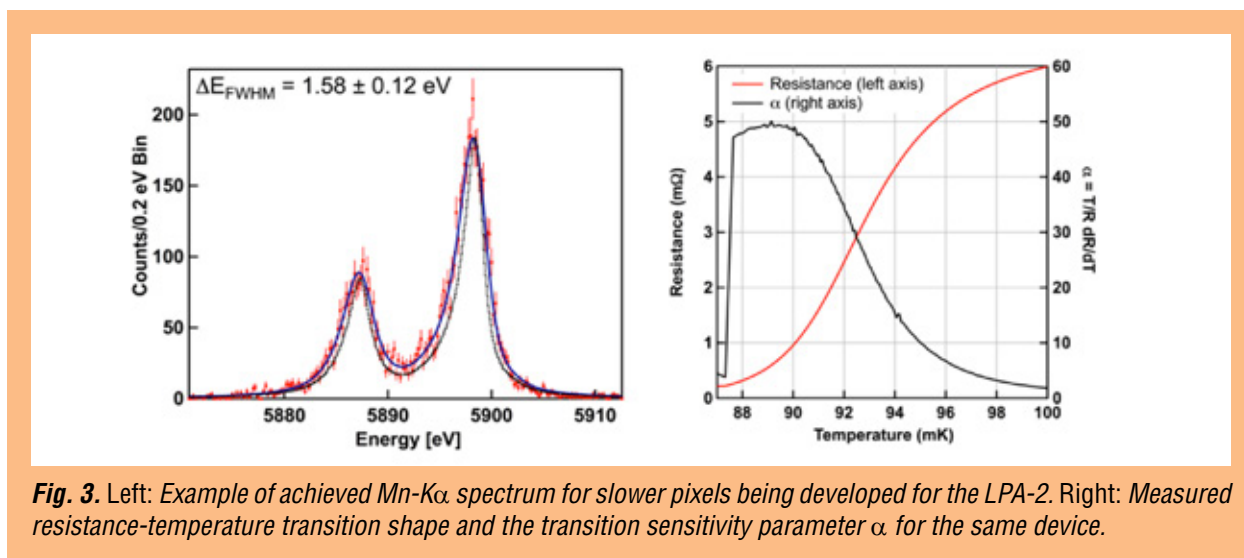 ΔE_FWHM = 1.58 ± 0.12 eV
200
150
100
50
0
Counts/0.2 eV Bin
5880 5890 5900 5910
Energy [eV]
Resistance (left axis)
α (right axis)
6
5
4
3
2
1
0
Resistance (mΩ)
60
50
40
30
20
10
0
α = T/R dR/dT
88 90 92 94 96 98 100
Temperature (mK)
Fig. 3. Left: Example of achieved Mn-Kα spectrum for slower pixels being developed for the LPA-2. Right: Measured
resistance-temperature transition shape and the transition sensitivity parameter α for the same device.